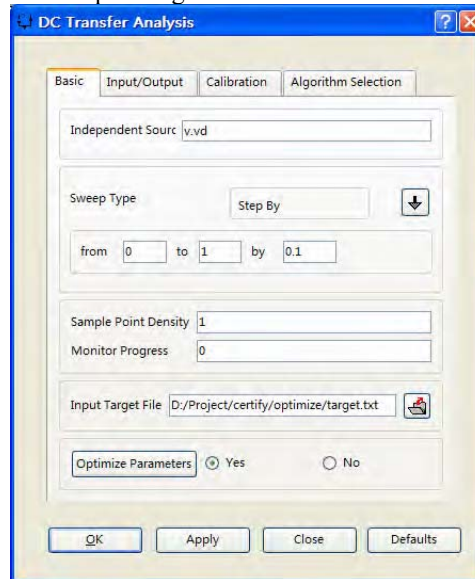 DC Transfer Analysis
Basic Input/Output Calibration Algorithm Selection
Independent Sourc v.vd
Sweep Type Step By
from 0 to 1 by 0.1
Sample Point Density 1
Monitor Progress 0
Input Target File D:/Project/certify/optimize/target.txt
Optimize Parameters Yes No
OK Apply Close Defaults